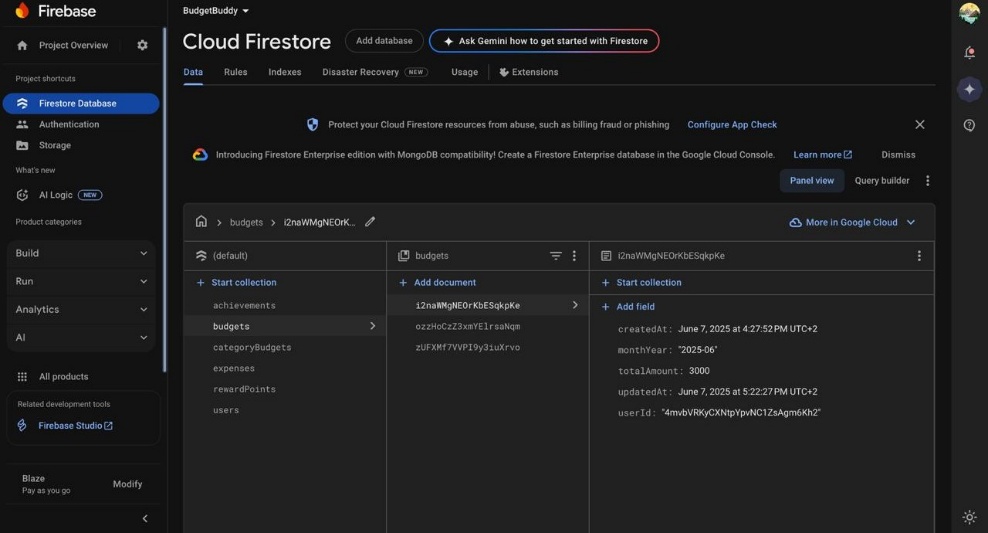 Firebase
Project Overview
Project shortcuts
Firestore Database
Authentication
Storage
What's new
AI Logic NEW
Product categories
Build
Run
Analytics
AI
All products
Related development tools
Firebase Studio
Blaze
Pay as you go
Modify
BudgetBuddy
Cloud Firestore
Add database
Ask Gemini how to get started with Firestore
Data Rules Indexes Disaster Recovery NEW Usage Extensions
Protect your Cloud Firestore resources from abuse, such as billing fraud or phishing Configure App Check
Introducing Firestore Enterprise edition with MongoDB compatibility! Create a Firestore Enterprise database in the Google Cloud Console. Learn more Dismiss
Panel view Query builder
budgets > i2naWMgNEOrK...
More in Google Cloud
(default)
Start collection
achievements
budgets
categoryBudgets
expenses
rewardPoints
users
budgets
Add document
i2naWMgNEOrKbESqkpKe
ozzHoCzZ3xmYElrsaNqm
zUFXMf7VVPI9y3iuXrvo
i2naWMgNEOrKbESqkpKe
Start collection
Add field
createdAt: June 7, 2025 at 4:27:52 PM UTC+2
monthYear: "2025-06"
totalAmount: 3000
updatedAt: June 7, 2025 at 5:22:27 PM UTC+2
userId: "4mvbVRKyCXNtpYpvNC1ZsAgm6Kh2"